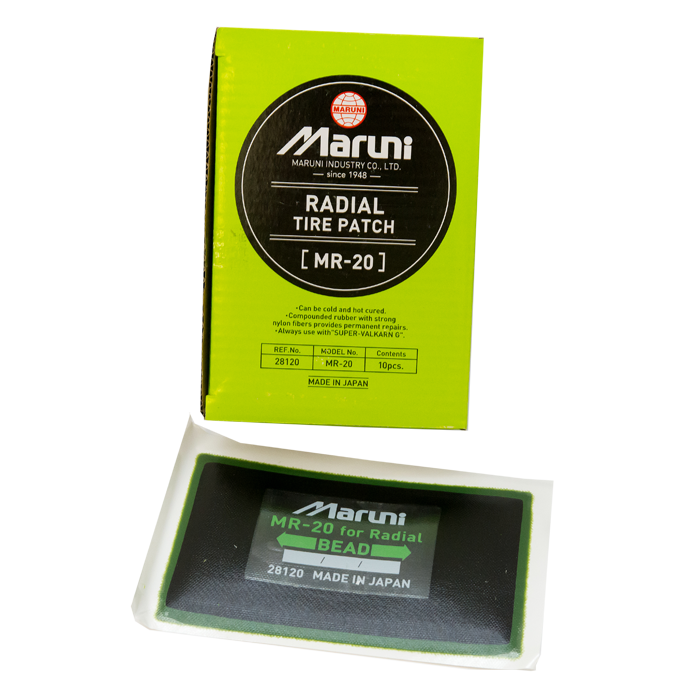 MARUNI
Maruni
MARUNI INDUSTRY CO., LTD.
since 1948
RADIAL
TIRE PATCH
[ MR-20 ]
•Can be cold and hot cured.
•Compounded rubber with strong
nylon fibers provides permanent repairs.
•Always use with "SUPER-VALKARN G".
REF.No. MODEL No. Contents
28120 MR-20 10pcs.
MADE IN JAPAN
Maruni
MR-20 for Radial
BEAD
/ /
28120 MADE IN JAPAN